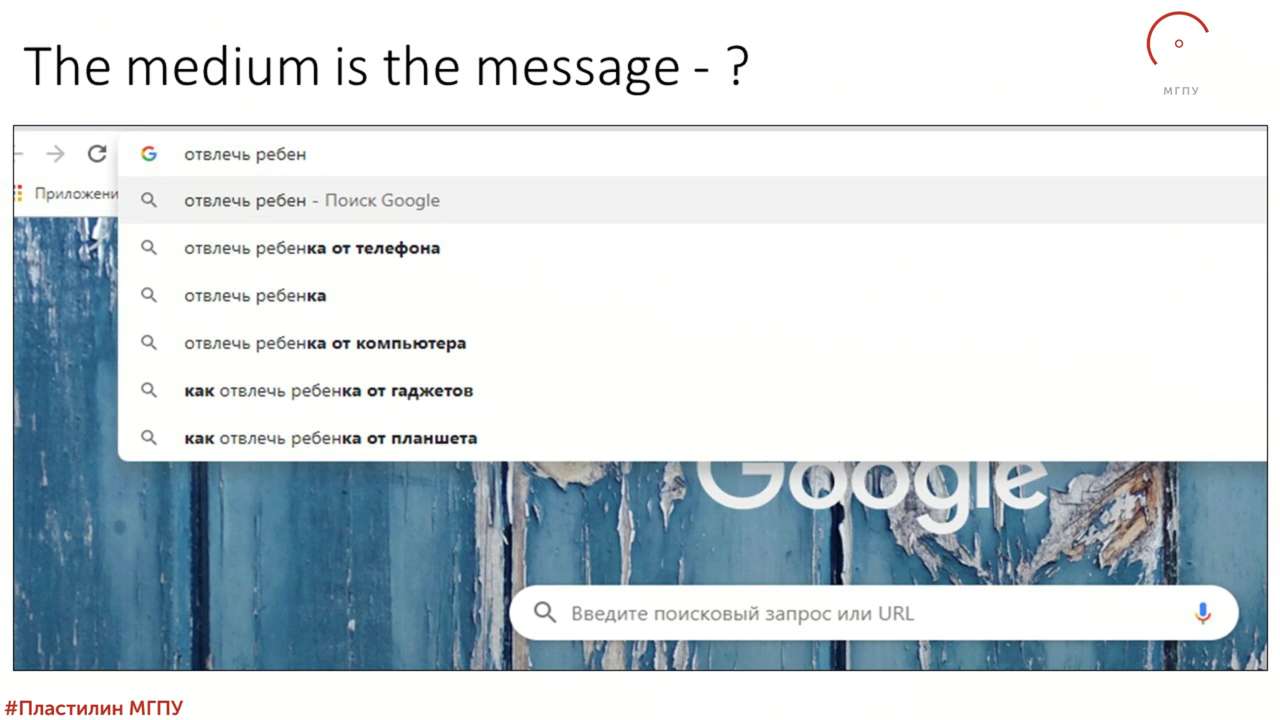 The medium is the message - ?
МГПУ
отвлечь ребен
Приложени
отвлечь ребен - Поиск Google
отвлечь ребенка от телефона
отвлечь ребенка
отвлечь ребенка от компьютера
как отвлечь ребенка от гаджетов
как отвлечь ребенка от планшета
Google
Введите поисковый запрос или URL
#Пластилин МГПУ